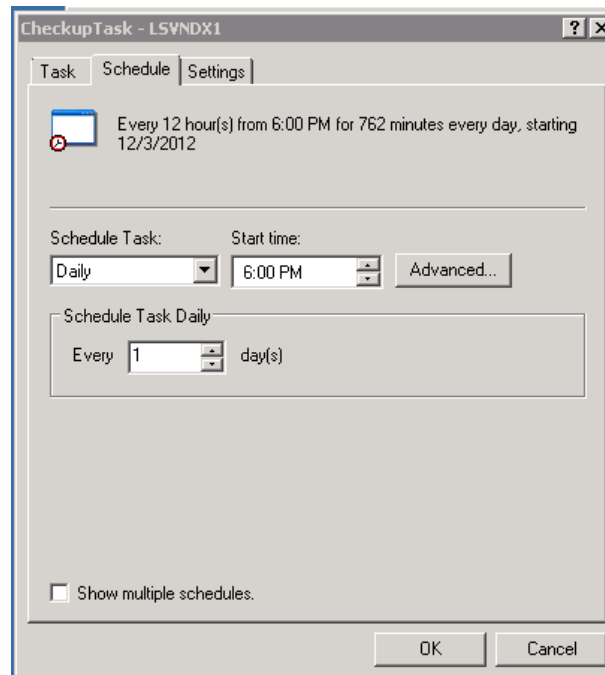 CheckupTask - LSVNDX1
Task Schedule Settings
Every 12 hour(s) from 6:00 PM for 762 minutes every day, starting
12/3/2012
Schedule Task: Start time:
Daily 6:00 PM Advanced...
Schedule Task Daily
Every 1 day(s)
Show multiple schedules.
OK Cancel